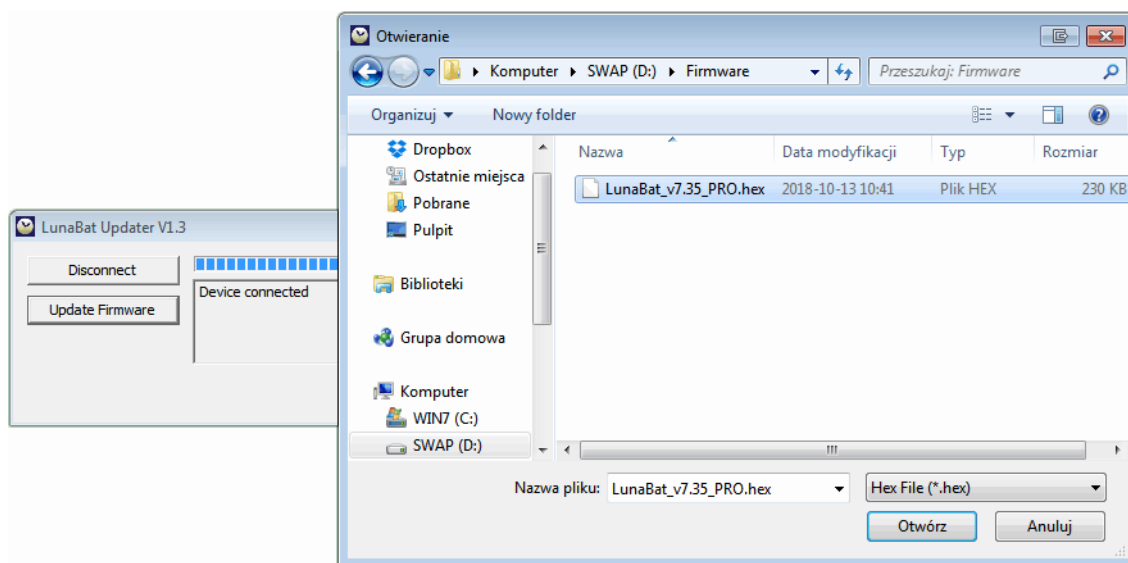 LunaBat Updater V1.3
Disconnect
Update Firmware
Device connected
Otwieranie
Komputer SWAP (D:) Firmware
Przeszukaj: Firmware
Organizuj Nowy folder
Dropbox
Ostatnie miejsca
Pobrane
Pulpit
Biblioteki
Grupa domowa
Komputer
WIN7 (C:)
SWAP (D:)
Nazwa Data modyfikacji Typ Rozmiar
LunaBat_v7.35_PRO.hex 2018-10-13 10:41 Plik HEX 230 KB
Nazwa pliku: LunaBat_v7.35_PRO.hex Hex File (*.hex)
Otwórz Anuluj